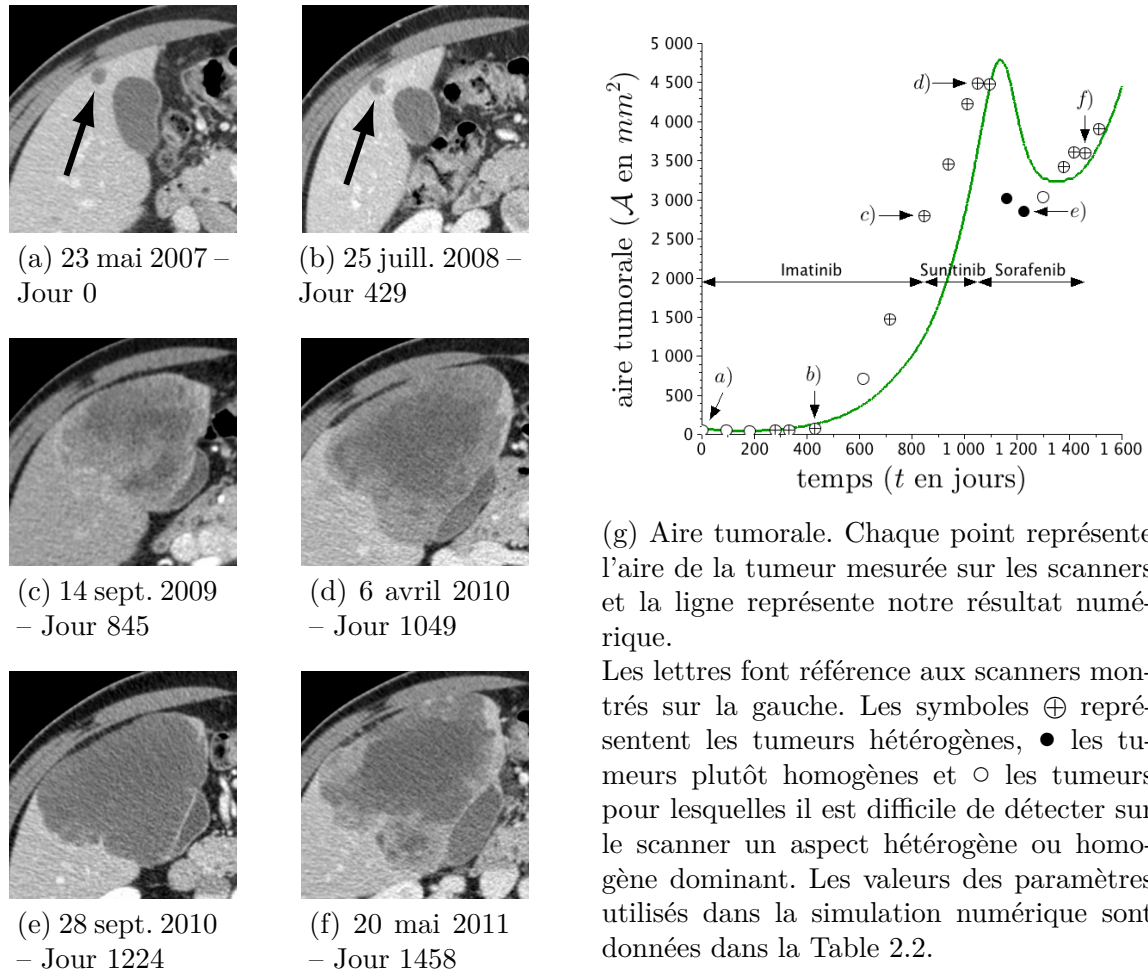 (a) 23 mai 2007 –
Jour 0
(b) 25 juill. 2008 –
Jour 429
(c) 14 sept. 2009
– Jour 845
(d) 6 avril 2010
– Jour 1049
(e) 28 sept. 2010
– Jour 1224
(f) 20 mai 2011
– Jour 1458
aire tumorale (𝒜 en mm²)
5 000
4 500
4 000
3 500
3 000
2 500
2 000
1 500
1 000
500
0
d)
f)
c)
e)
Imatinib
Sunitinib
Sorafenib
a)
b)
0 200 400 600 800 1 000 1 200 1 400 1 600
temps (t en jours)
(g) Aire tumorale. Chaque point représente
l'aire de la tumeur mesurée sur les scanners
et la ligne représente notre résultat numé-
rique.
Les lettres font référence aux scanners mon-
trés sur la gauche. Les symboles ⊕ repré-
sentent les tumeurs hétérogènes, ● les tu-
meurs plutôt homogènes et ○ les tumeurs
pour lesquelles il est difficile de détecter sur
le scanner un aspect hétérogène ou homo-
gène dominant. Les valeurs des paramètres
utilisés dans la simulation numérique sont
données dans la Table 2.2.